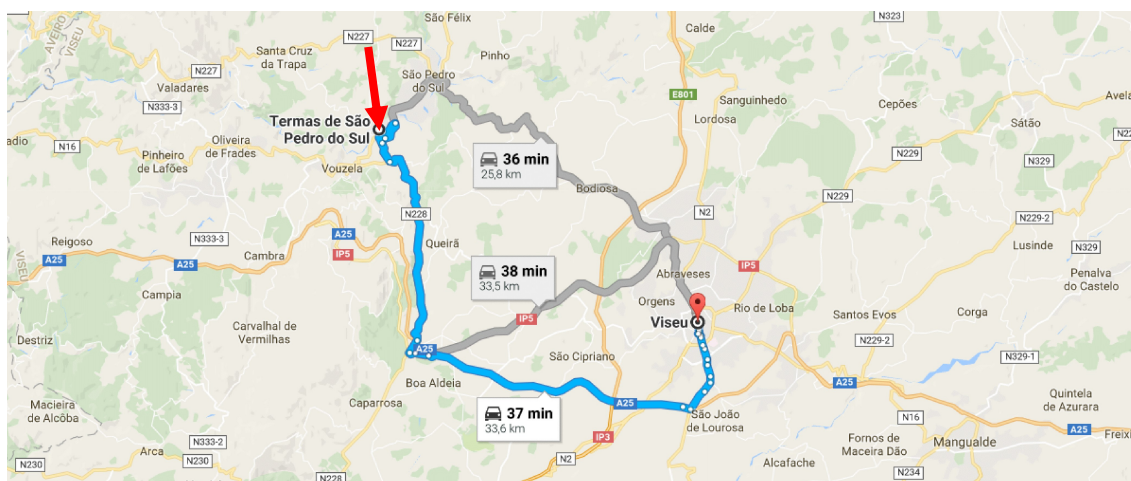 São Félix
N323
Calde
AVEIRO
VISEU
N227
N227
Santa Cruz
da Trapa
Pinho
N227
São Pedro
do Sul
Valadares
E801
Sanguinhedo
Cepões
N333-3
Lordosa
Termas de São
Pedro do Sul
Sátão
N16
Oliveira
de Frades
Pinheiro
de Lafões
Vouzela
36 min
25,8 km
N229
N329
Bodiosa
N2
N229
N228
N229-2
N333-3
Queirã
Lusinde
Reigoso
A25
IP5
Cambra
N329
VISEU
A25
A25
38 min
33,5 km
Abraveses
IP5
Penalva
do Castelo
Campia
Orgens
Rio de Loba
IP5
Viseu
Santos Evos
Corga
Carvalhal de
Vermilhas
Destriz
A25
São Cipriano
N229-2
N329-1
Boa Aldeia
A25
Quintela
de Azurara
Macieira
de Alcôba
Caparrosa
37 min
33,6 km
A25
São João
de Lourosa
N16
A25
Freixi
N333-2
IP3
Fornos de
Maceira Dão
Mangualde
Arca
N230
N230
N2
Alcafache
N234
N228